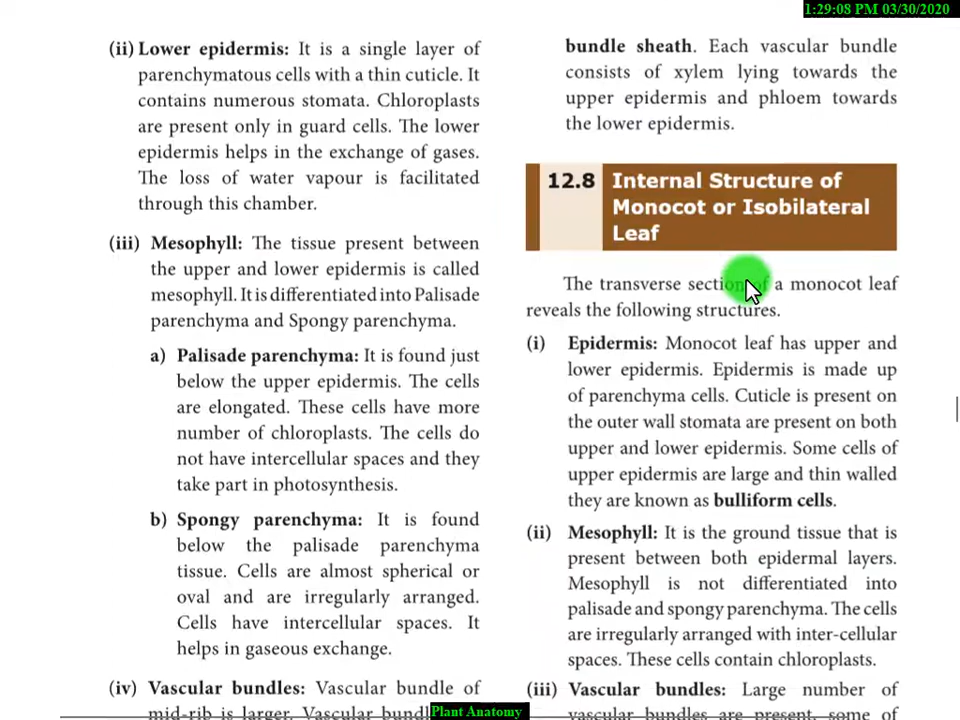 1:29:08 PM 03/30/2020
(ii) Lower epidermis: It is a single layer of
parenchymatous cells with a thin cuticle. It
contains numerous stomata. Chloroplasts
are present only in guard cells. The lower
epidermis helps in the exchange of gases.
The loss of water vapour is facilitated
through this chamber.
(iii) Mesophyll: The tissue present between
the upper and lower epidermis is called
mesophyll. It is differentiated into Palisade
parenchyma and Spongy parenchyma.
a) Palisade parenchyma: It is found just
below the upper epidermis. The cells
are elongated. These cells have more
number of chloroplasts. The cells do
not have intercellular spaces and they
take part in photosynthesis.
b) Spongy parenchyma: It is found
below the palisade parenchyma
tissue. Cells are almost spherical or
oval and are irregularly arranged.
Cells have intercellular spaces. It
helps in gaseous exchange.
(iv) Vascular bundles: Vascular bundle of
mid-rib is larger. Vascular
bundle sheath. Each vascular bundle
consists of xylem lying towards the
upper epidermis and phloem towards
the lower epidermis.
12.8 Internal Structure of
Monocot or Isobilateral
Leaf
The transverse section of a monocot leaf
reveals the following structures.
(i) Epidermis: Monocot leaf has upper and
lower epidermis. Epidermis is made up
of parenchyma cells. Cuticle is present on
the outer wall stomata are present on both
upper and lower epidermis. Some cells of
upper epidermis are large and thin walled
they are known as bulliform cells.
(ii) Mesophyll: It is the ground tissue that is
present between both epidermal layers.
Mesophyll is not differentiated into
palisade and spongy parenchyma. The cells
are irregularly arranged with inter-cellular
spaces. These cells contain chloroplasts.
(iii) Vascular bundles: Large number of
vascular bundles are present, some of
Plant Anatomy